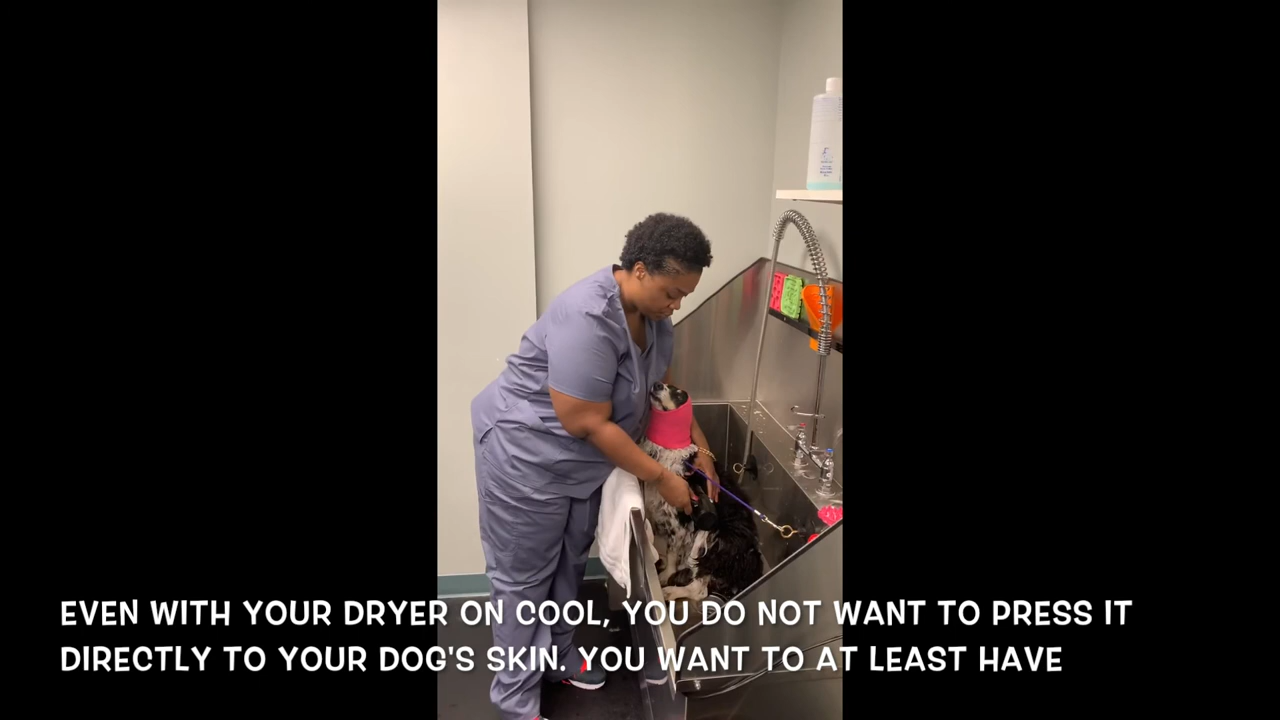 EVEN WITH YOUR DRYER ON COOL, YOU DO NOT WANT TO PRESS IT
DIRECTLY TO YOUR DOG'S SKIN. YOU WANT TO AT LEAST HAVE